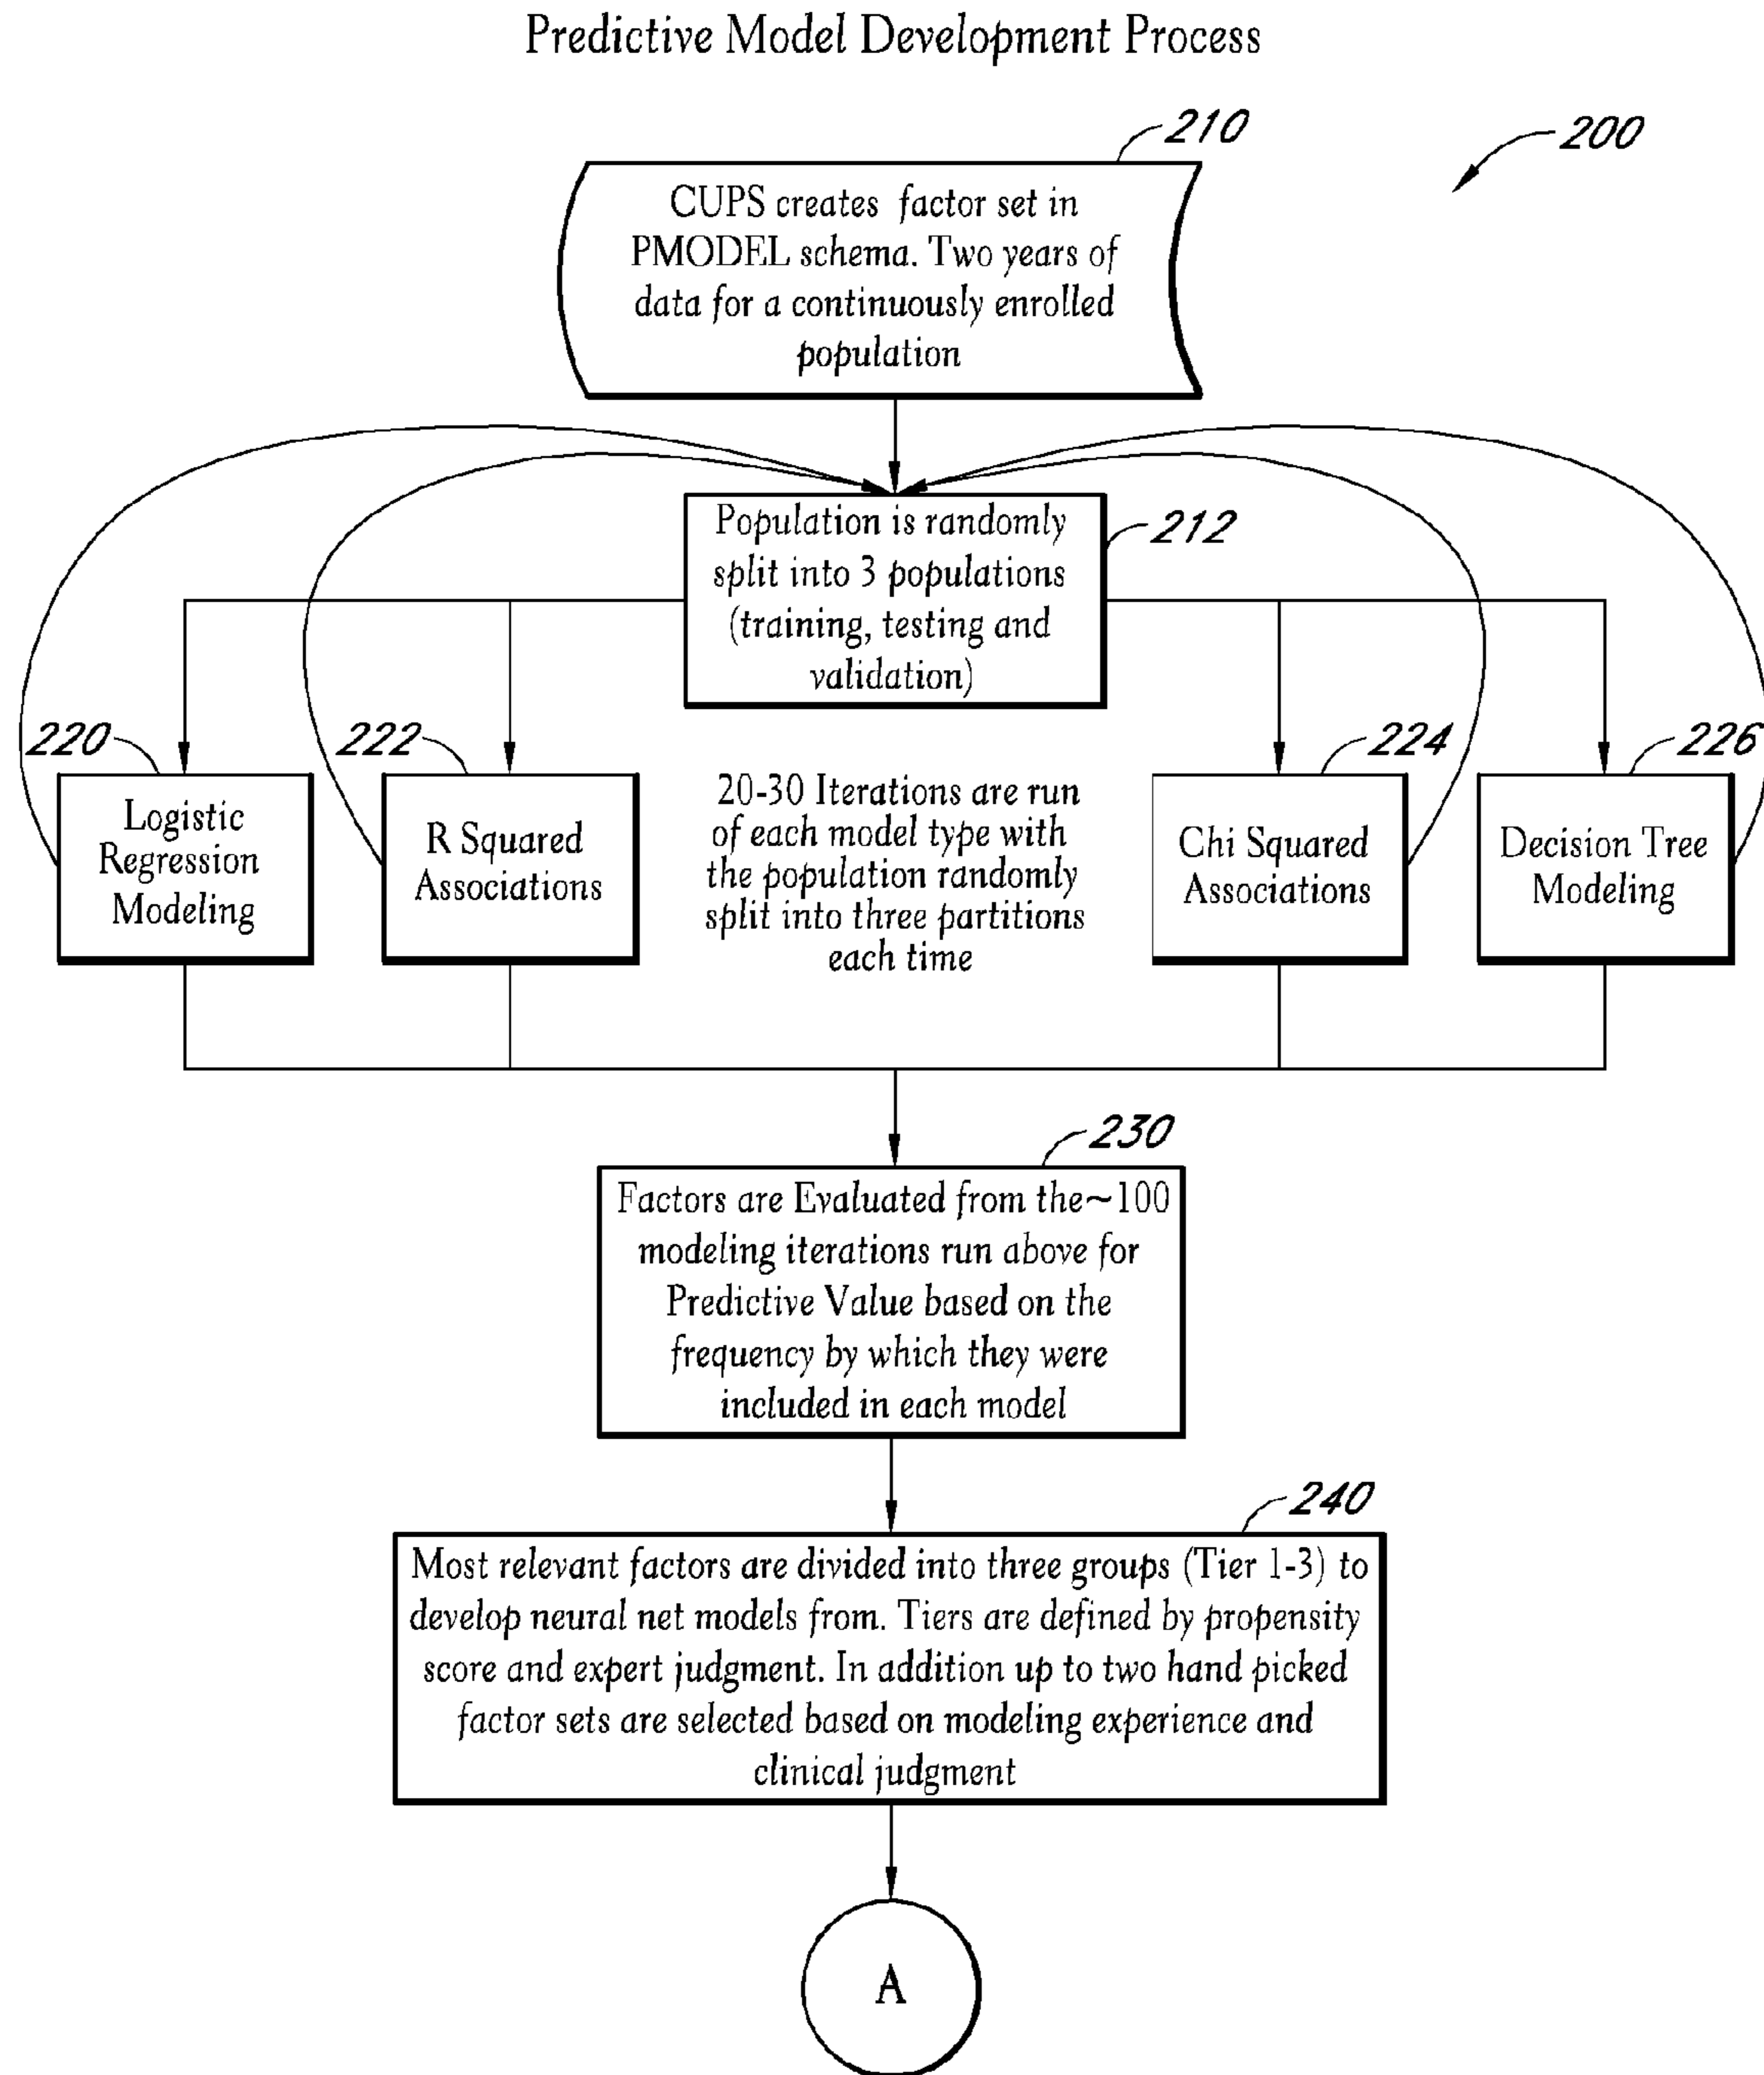 Predictive Model Development Process
210
200
CUPS creates factor set in
PMODEL schema. Two years of
data for a continuously enrolled
population
Population is randomly
split into 3 populations
(training, testing and
validation)
212
220
222
224
226
Logistic
Regression
Modeling
R Squared
Associations
20-30 Iterations are run
of each model type with
the population randomly
split into three partitions
each time
Chi Squared
Associations
Decision Tree
Modeling
230
Factors are Evaluated from the~100
modeling iterations run above for
Predictive Value based on the
frequency by which they were
included in each model
240
Most relevant factors are divided into three groups (Tier 1-3) to
develop neural net models from. Tiers are defined by propensity
score and expert judgment. In addition up to two hand picked
factor sets are selected based on modeling experience and
clinical judgment
A